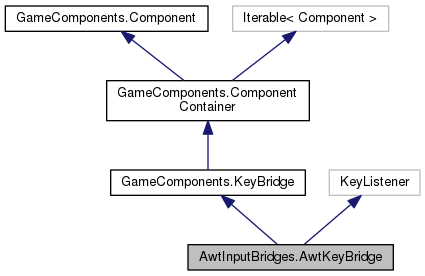 GameComponents.Component
Iterable< Component >
GameComponents.Component
Container
GameComponents.KeyBridge
KeyListener
AwtInputBridges.AwtKeyBridge